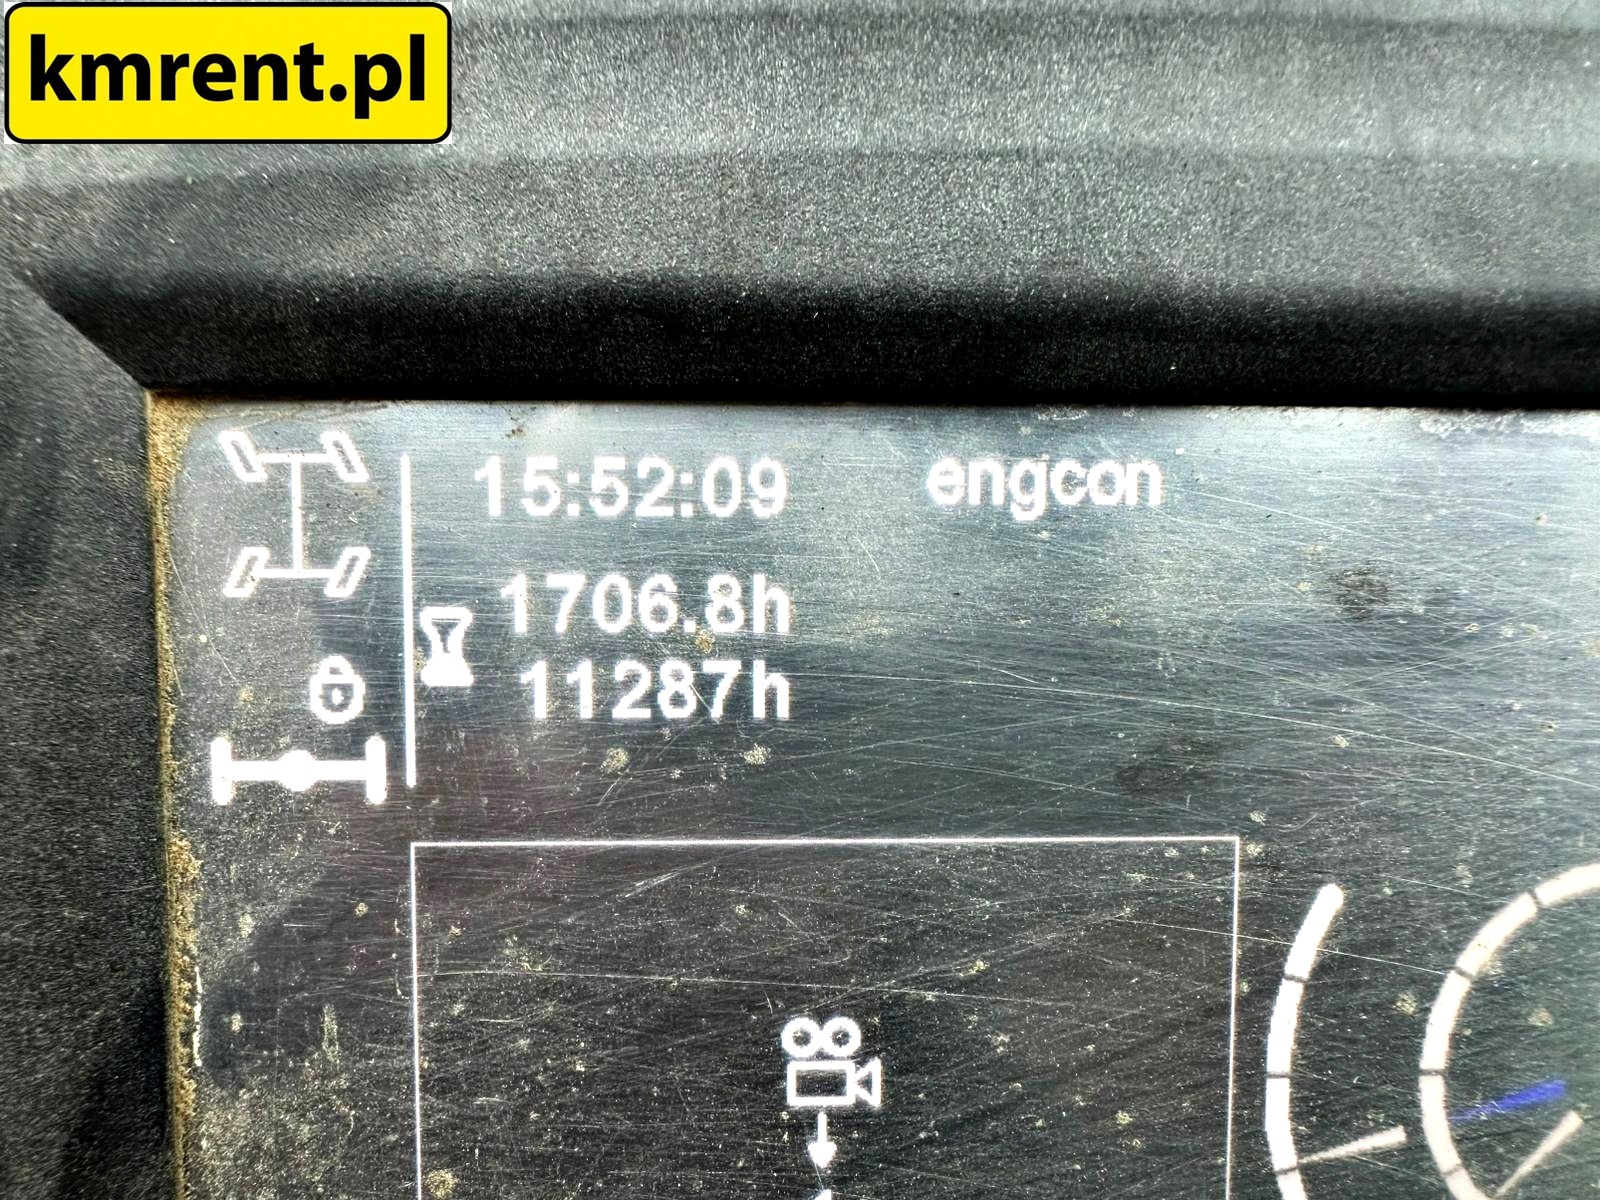 kmrent.pl
15:52:09 engcon
1706.8h
11287h